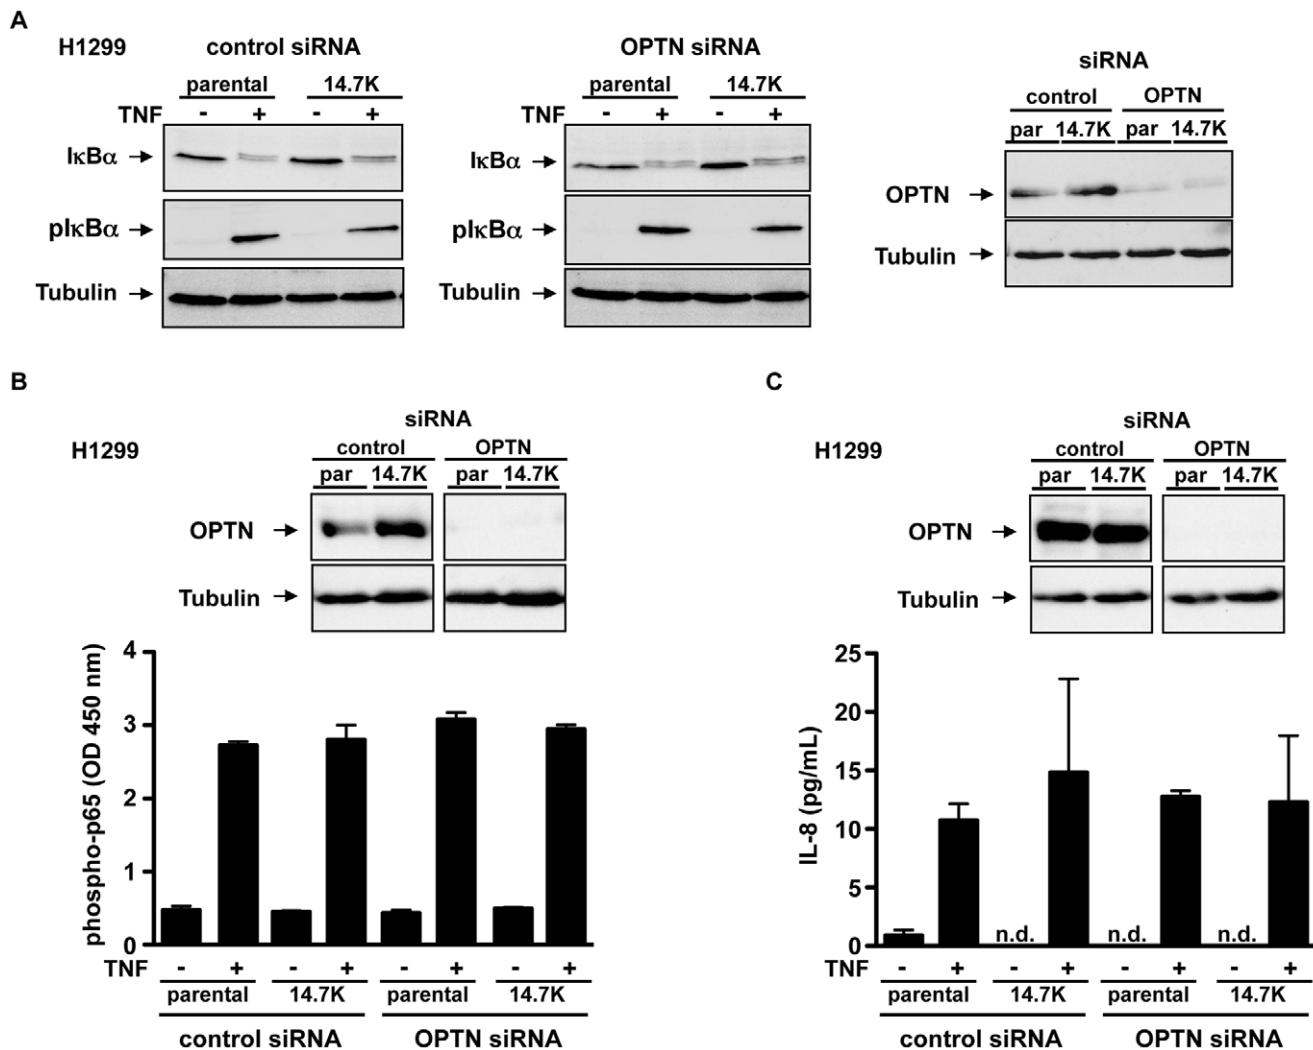 A
H1299
control siRNA
parental 14.7K
TNF - + - +
IκBα
pIκBα
Tubulin
OPTN siRNA
parental 14.7K
TNF - + - +
IκBα
pIκBα
Tubulin
siRNA
control OPTN
par 14.7K par 14.7K
OPTN
Tubulin
B
H1299
siRNA
control OPTN
par 14.7K par 14.7K
OPTN
Tubulin
phospho-p65 (OD 450 nm)
4
3
2
1
0
TNF - + - + - + - +
parental 14.7K parental 14.7K
control siRNA OPTN siRNA
C
H1299
siRNA
control OPTN
par 14.7K par 14.7K
OPTN
Tubulin
IL-8 (pg/mL)
25
20
15
10
5
0
n.d. n.d. n.d.
TNF - + - + - + - +
parental 14.7K parental 14.7K
control siRNA OPTN siRNA